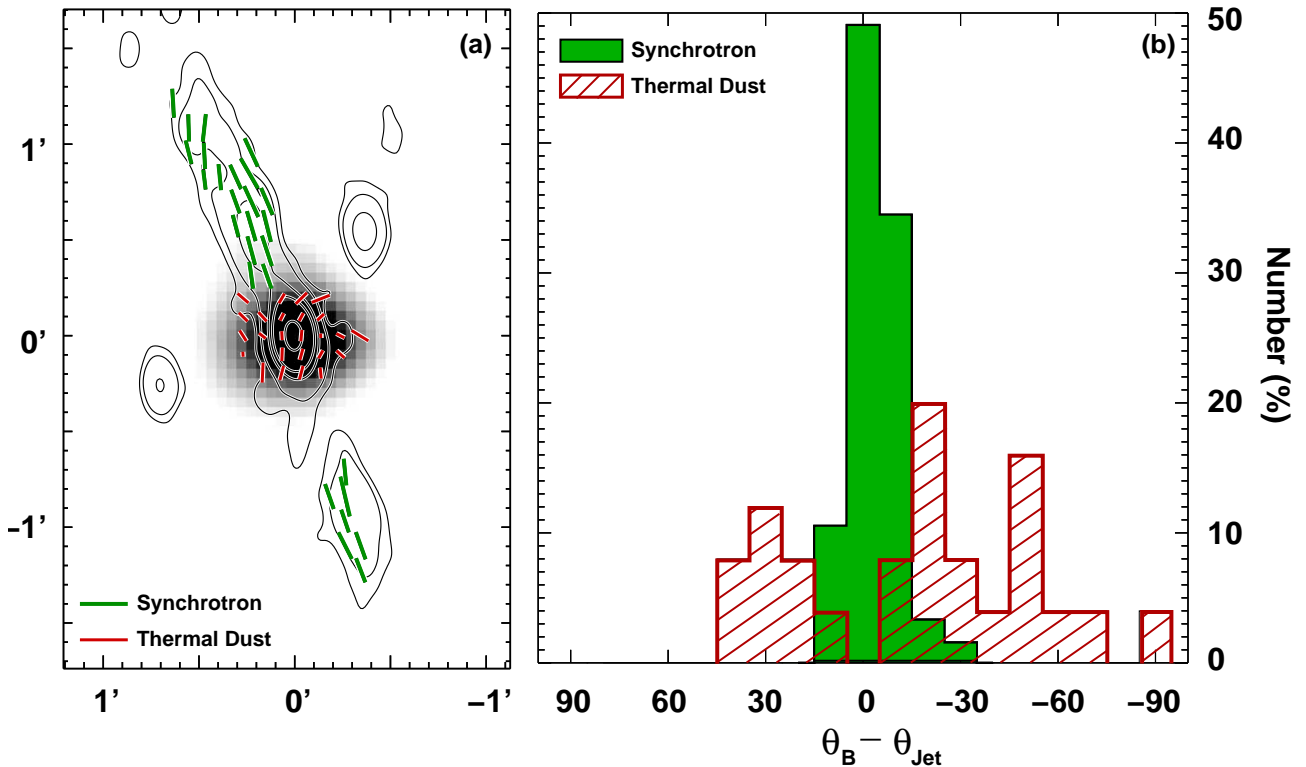 (a)
1’
0’
−1’
Synchrotron
Thermal Dust
1’ 0’ −1’
Synchrotron
Thermal Dust
(b)
50
40
30
20
10
0
Number (%)
90 60 30 0 −30 −60 −90
θB − θJet